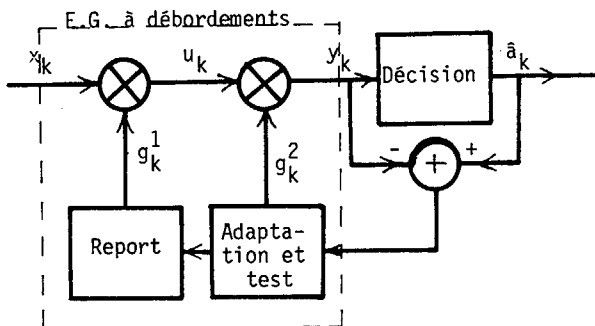 E.G. à débordements
x_k
u_k
y_k
Décision
â_k
g_k^1
g_k^2
-
+
+
Report
Adapta-
tion et
test